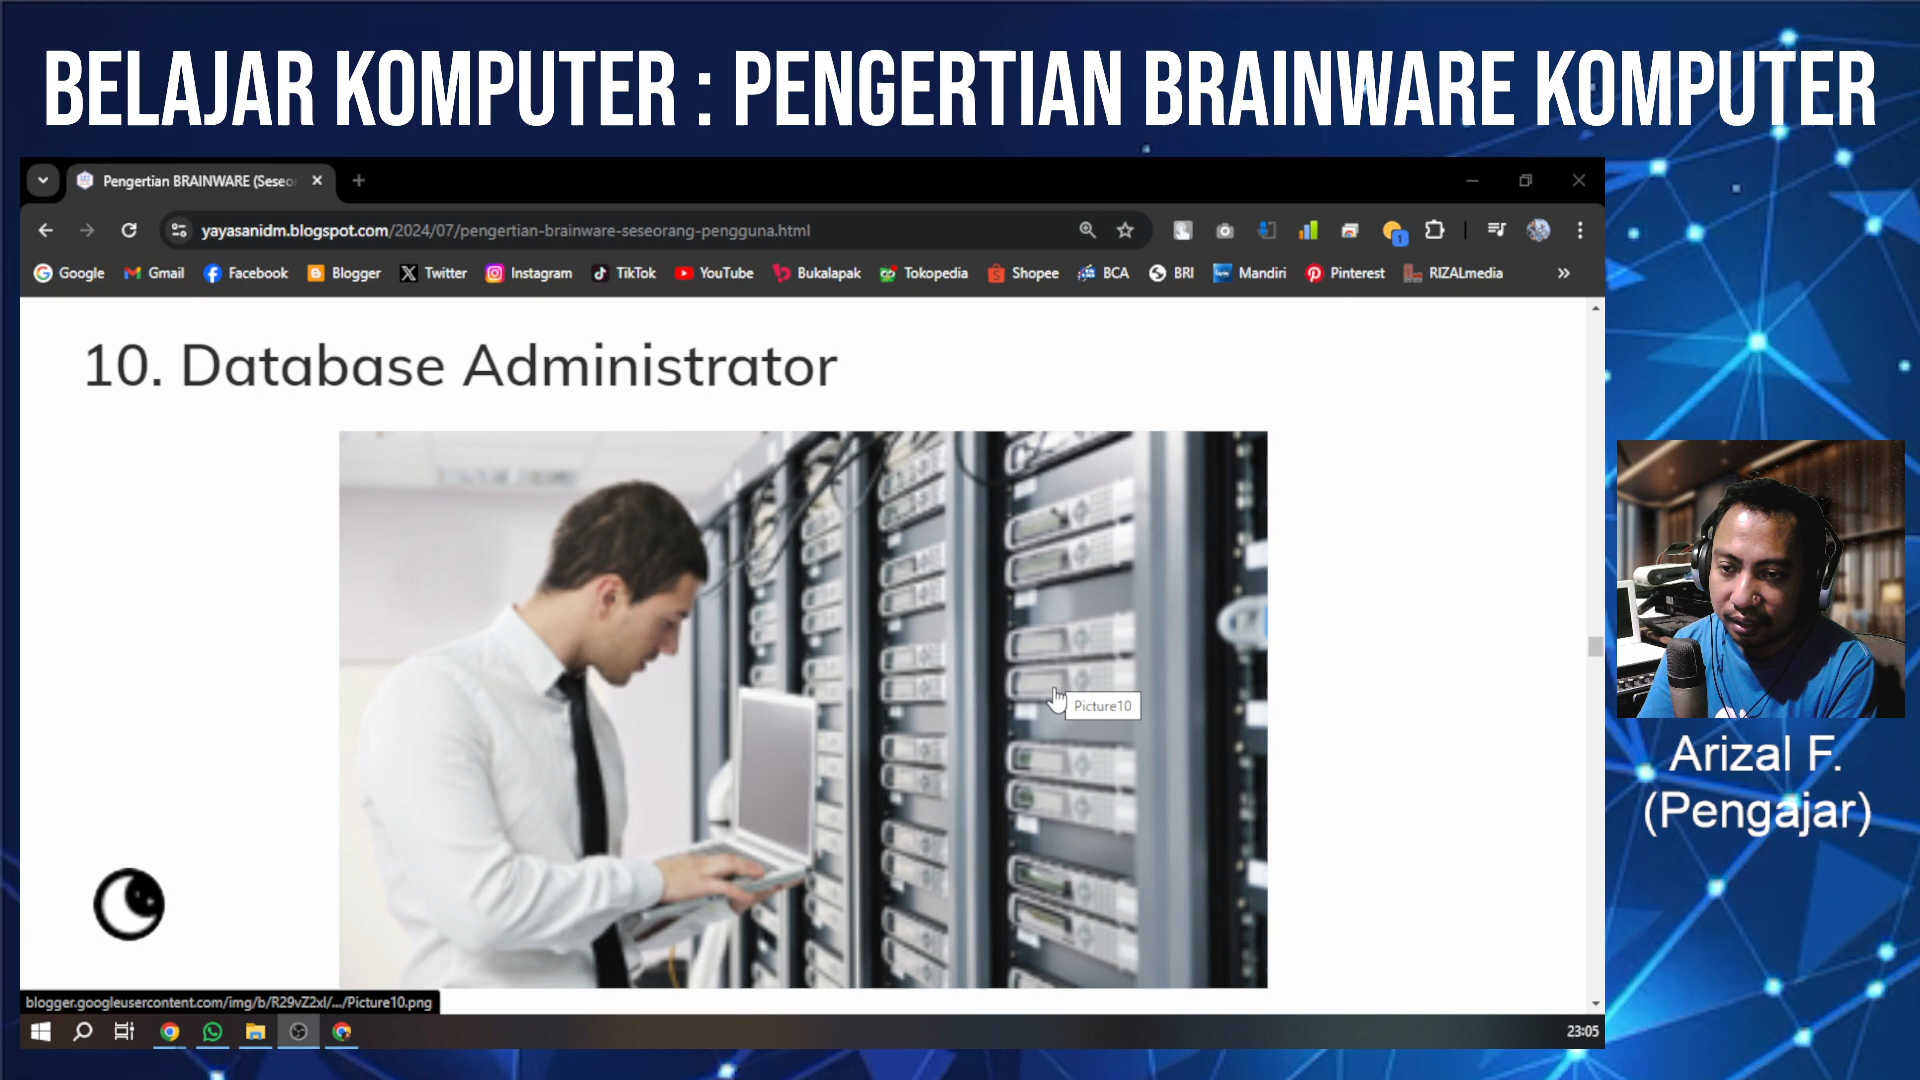 BELAJAR KOMPUTER : PENGERTIAN BRAINWARE KOMPUTER
Pengertian BRAINWARE (Seseo
yayasanidm.blogspot.com/2024/07/pengertian-brainware-seseorang-pengguna.html
1
Google Gmail Facebook Blogger Twitter Instagram TikTok YouTube Bukalapak Tokopedia Shopee BCA BRI Mandiri Pinterest RIZALmedia »
10. Database Administrator
Picture10
Arizal F.
(Pengajar)
blogger.googleusercontent.com/img/b/R29vZ2xl/.../Picture10.png
23:05